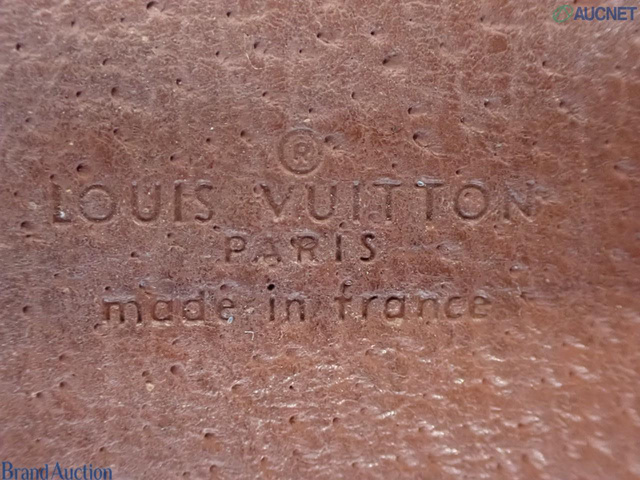 AUCNET
®
LOUIS VUITTON
PARIS
made in france
Brand Auction